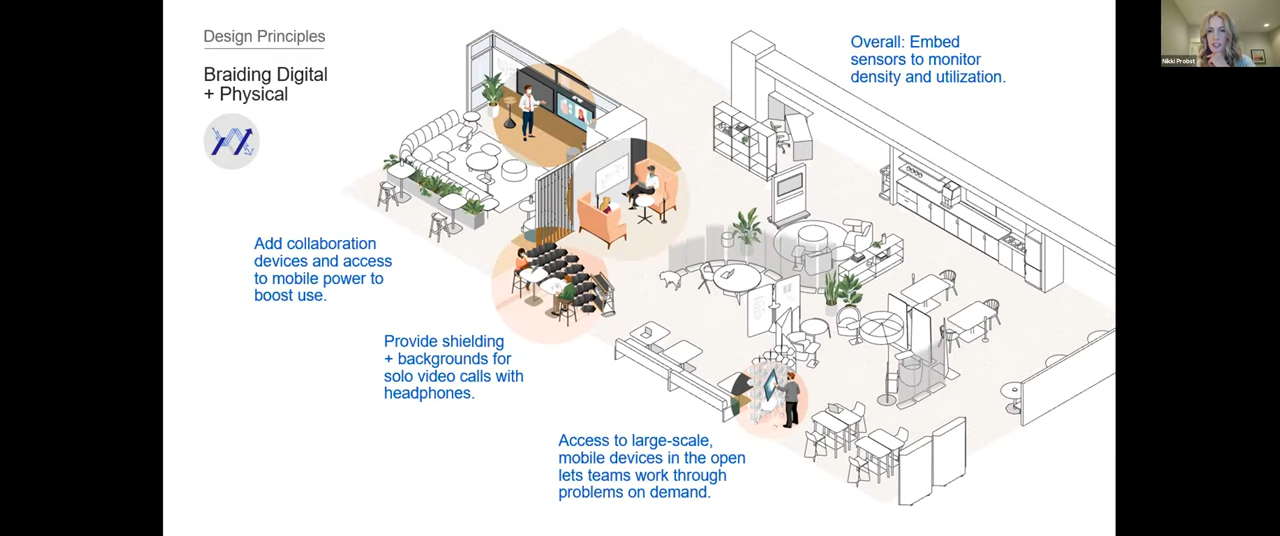 Design Principles
Braiding Digital
+ Physical
Overall: Embed
sensors to monitor
density and utilization.
Nikki Probst
Add collaboration
devices and access
to mobile power to
boost use.
Provide shielding
+ backgrounds for
solo video calls with
headphones.
Access to large-scale,
mobile devices in the open
lets teams work through
problems on demand.